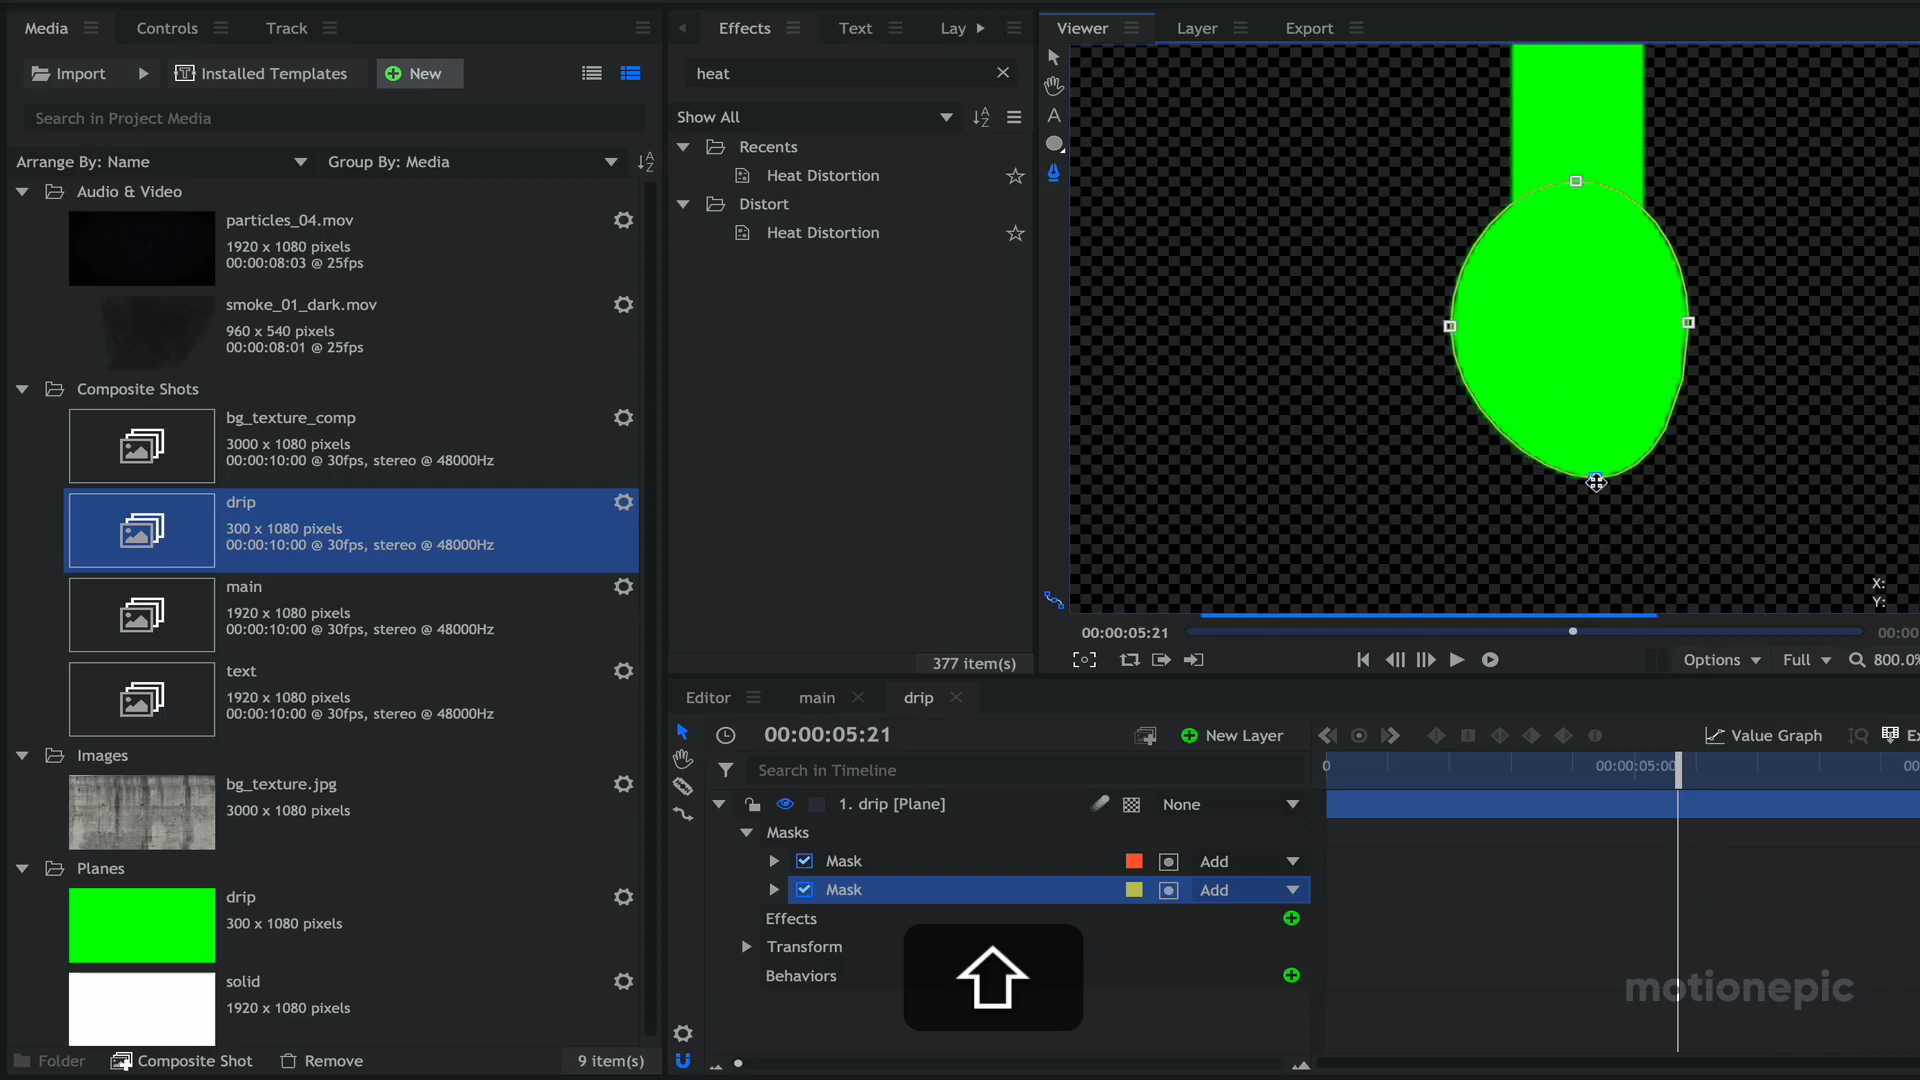 Media
Controls
Track
Import
Installed Templates
New
Search in Project Media
Arrange By: Name
Group By: Media
Audio & Video
particles_04.mov
1920 x 1080 pixels
00:00:08:03 @ 25fps
smoke_01_dark.mov
960 x 540 pixels
00:00:08:01 @ 25fps
Composite Shots
bg_texture_comp
3000 x 1080 pixels
00:00:10:00 @ 30fps, stereo @ 48000Hz
drip
300 x 1080 pixels
00:00:10:00 @ 30fps, stereo @ 48000Hz
main
1920 x 1080 pixels
00:00:10:00 @ 30fps, stereo @ 48000Hz
text
1920 x 1080 pixels
00:00:10:00 @ 30fps, stereo @ 48000Hz
Images
bg_texture.jpg
3000 x 1080 pixels
Planes
drip
300 x 1080 pixels
solid
1920 x 1080 pixels
Folder
Composite Shot
Remove
9 item(s)
Effects
Text
Lay
heat
Show All
Recents
Heat Distortion
Distort
Heat Distortion
377 item(s)
Viewer
Layer
Export
A
X:
Y:
00:00:05:21
00:00
Options
Full
800.0%
Editor
main
drip
00:00:05:21
New Layer
Value Graph
Ex
Search in Timeline
0
00:00:05:00
00
1. drip [Plane]
None
Masks
Mask
Add
Mask
Add
Effects
Transform
Behaviors
motionepic